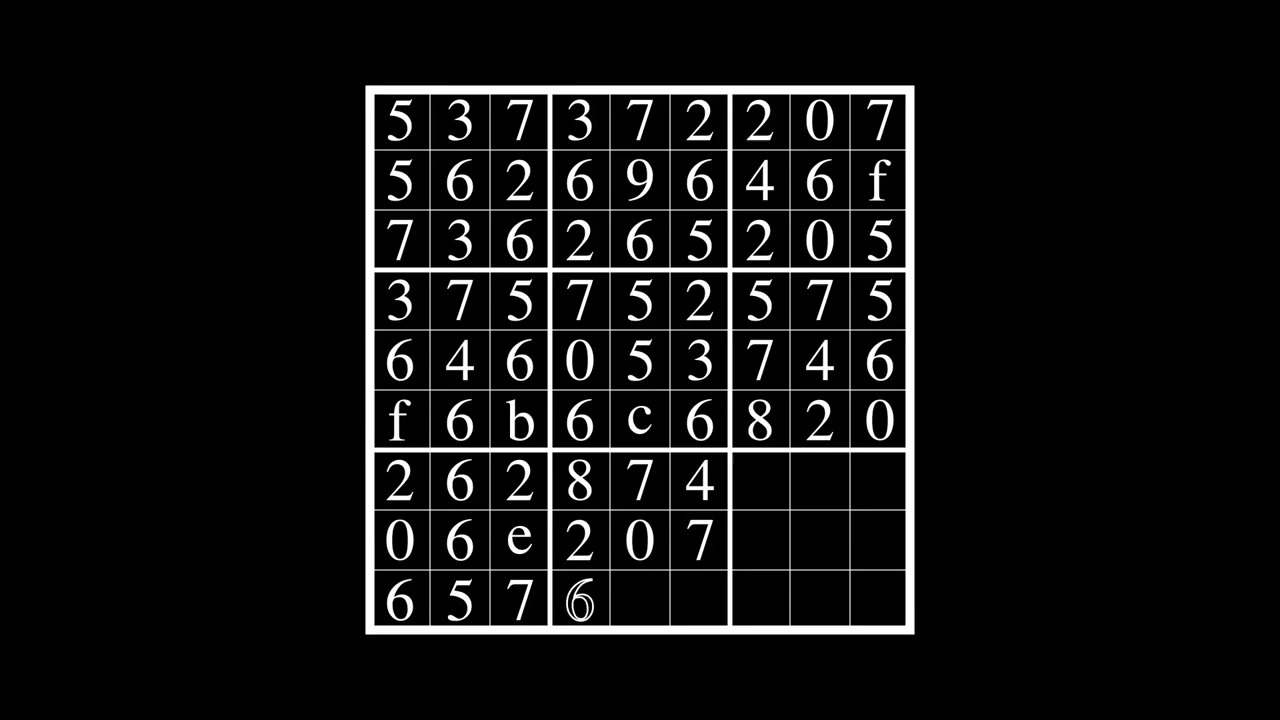 5 3 7 3 7 2 2 0 7
5 6 2 6 9 6 4 6 f
7 3 6 2 6 5 2 0 5
3 7 5 7 5 2 5 7 5
6 4 6 0 5 3 7 4 6
f 6 b 6 c 6 8 2 0
2 6 2 8 7 4
0 6 e 2 0 7
6 5 7 6